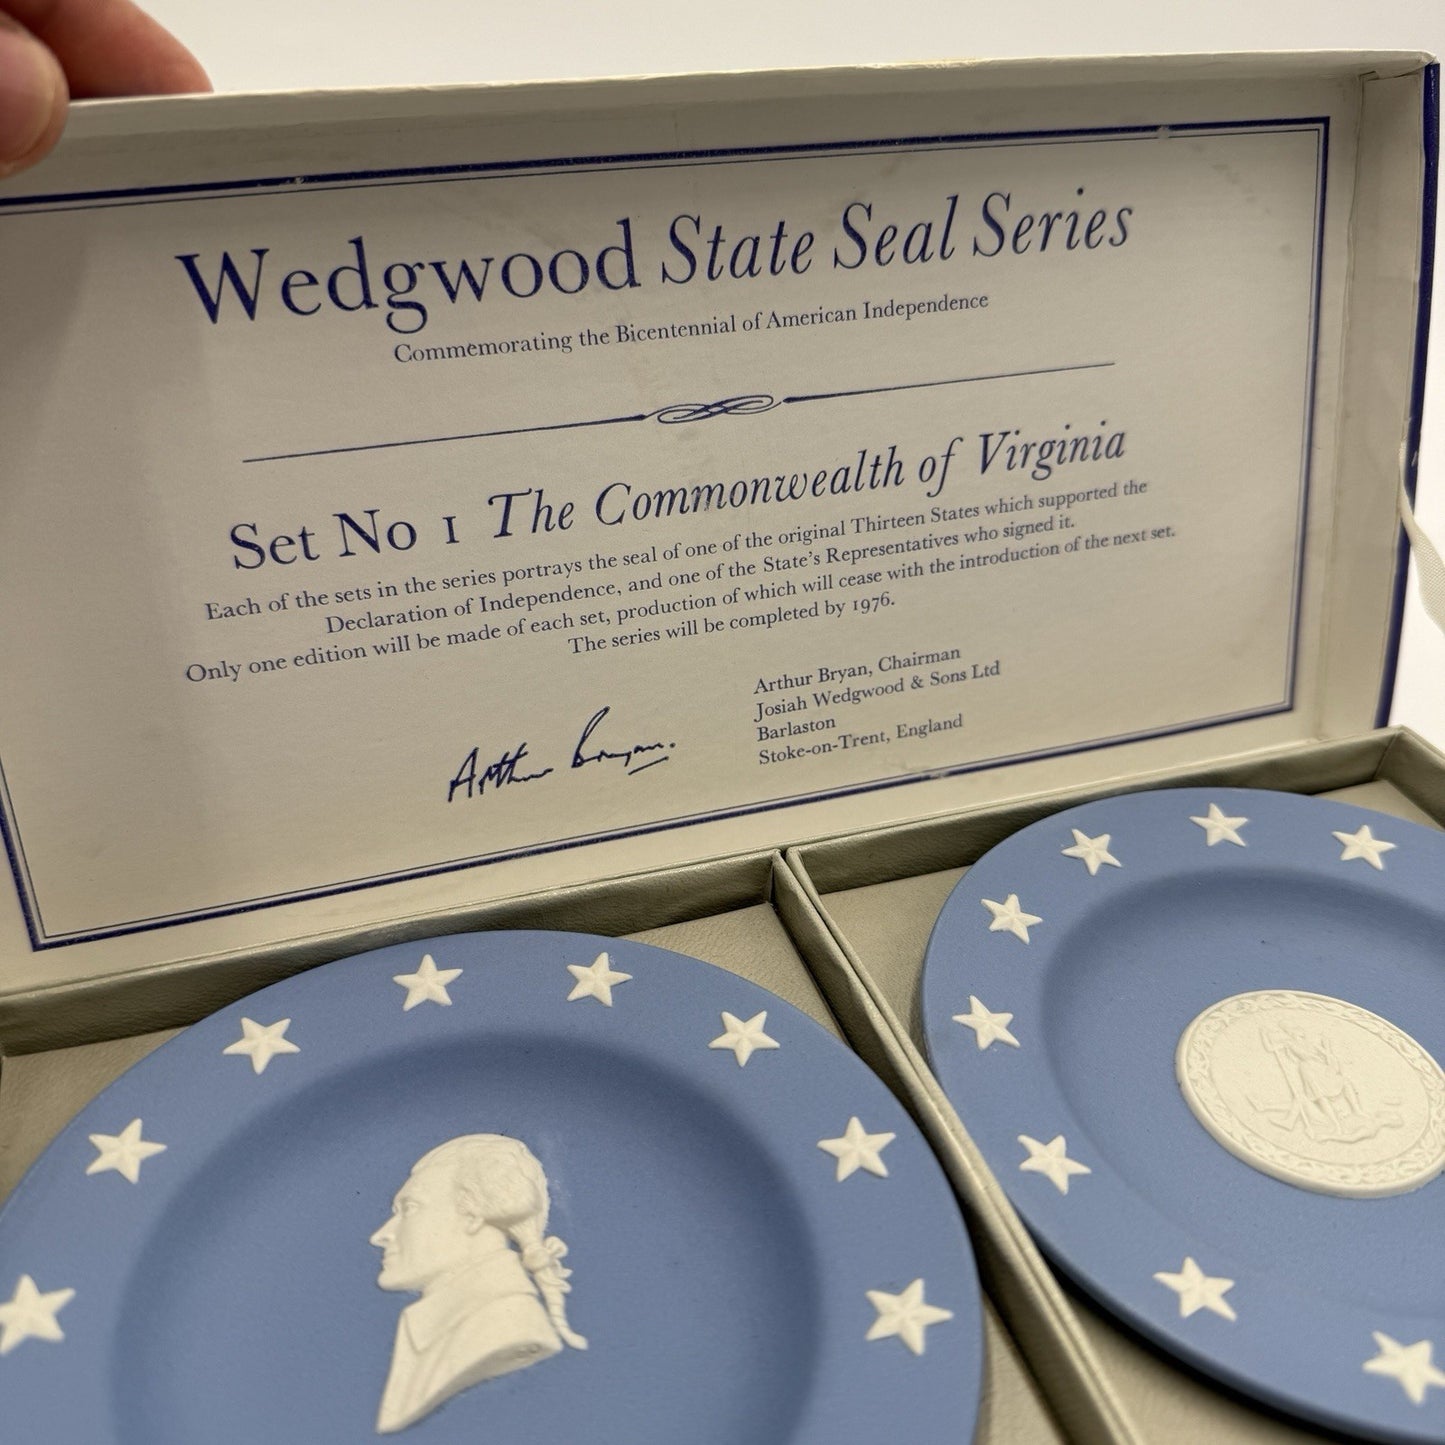 Wedgwood State Seal Series
Commemorating the Bicentennial of American Independence
Set No 1 The Commonwealth of Virginia
Each of the sets in the series portrays the seal of one of the original Thirteen States which supported the
Declaration of Independence, and one of the State's Representatives who signed it.
Only one edition will be made of each set, production of which will cease with the introduction of the next set.
The series will be completed by 1976.
Arthur Bryan.
Arthur Bryan, Chairman
Josiah Wedgwood & Sons Ltd
Barlaston
Stoke-on-Trent, England